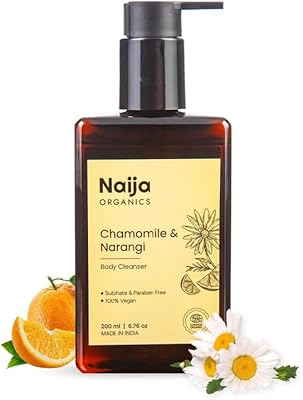 Naija
ORGANICS
Chamomile &
Narangi
Body Cleanser
• Sulphate & Paraben Free
• 100% Vegan
200 ml | 6.76 oz
MADE IN INDIA